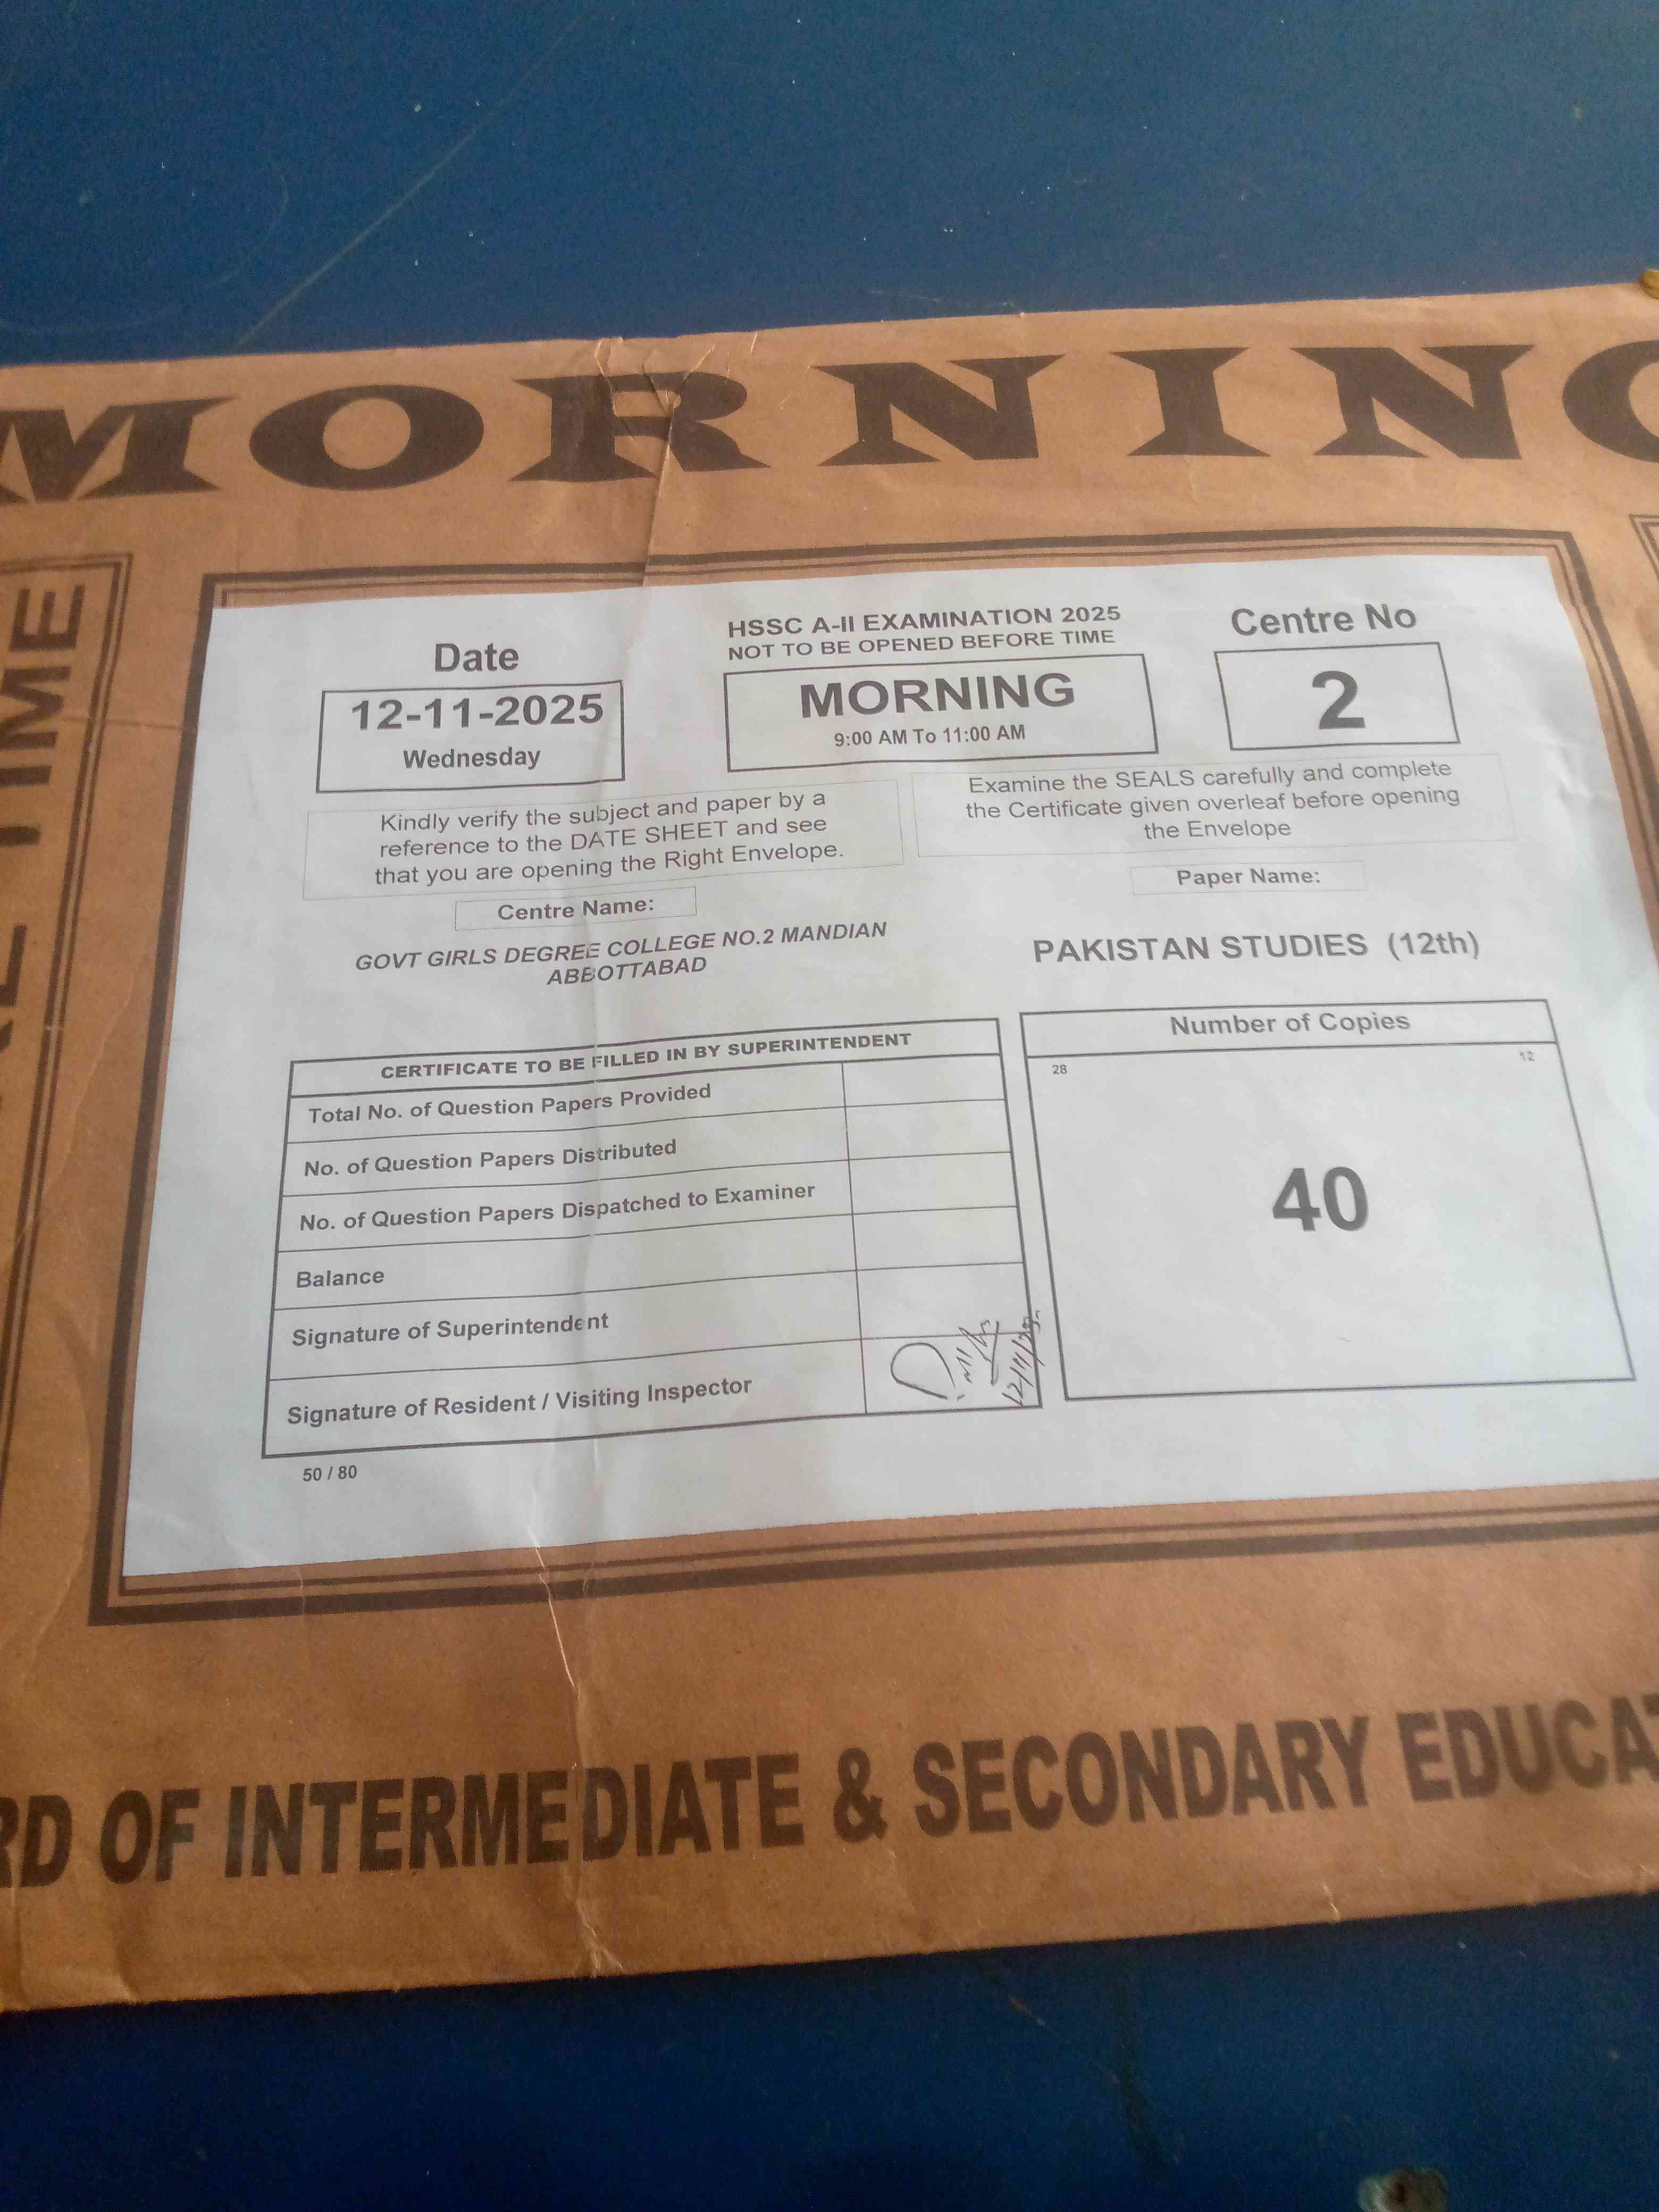 MORNING
TIME
HSSC A-II EXAMINATION 2025
NOT TO BE OPENED BEFORE TIME
Date
12-11-2025
Wednesday
MORNING
9:00 AM To 11:00 AM
Centre No
2
Kindly verify the subject and paper by a
reference to the DATE SHEET and see
that you are opening the Right Envelope.
Examine the SEALS carefully and complete
the Certificate given overleaf before opening
the Envelope
Centre Name:
GOVT GIRLS DEGREE COLLEGE NO.2 MANDIAN
ABBOTTABAD
Paper Name:
PAKISTAN STUDIES (12th)
CERTIFICATE TO BE FILLED IN BY SUPERINTENDENT
Total No. of Question Papers Provided
No. of Question Papers Distributed
No. of Question Papers Dispatched to Examiner
Balance
Signature of Superintendent
Signature of Resident / Visiting Inspector
12/11/25
Number of Copies
28 12
40
50 / 80
RD OF INTERMEDIATE & SECONDARY EDUCAT